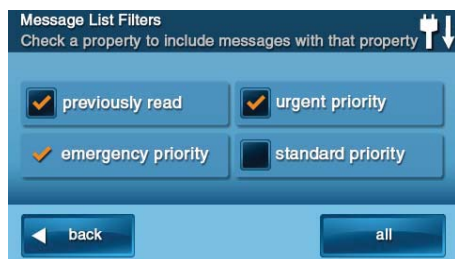 Message List Filters
Check a property to include messages with that property
previously read
urgent priority
emergency priority
standard priority
back
all